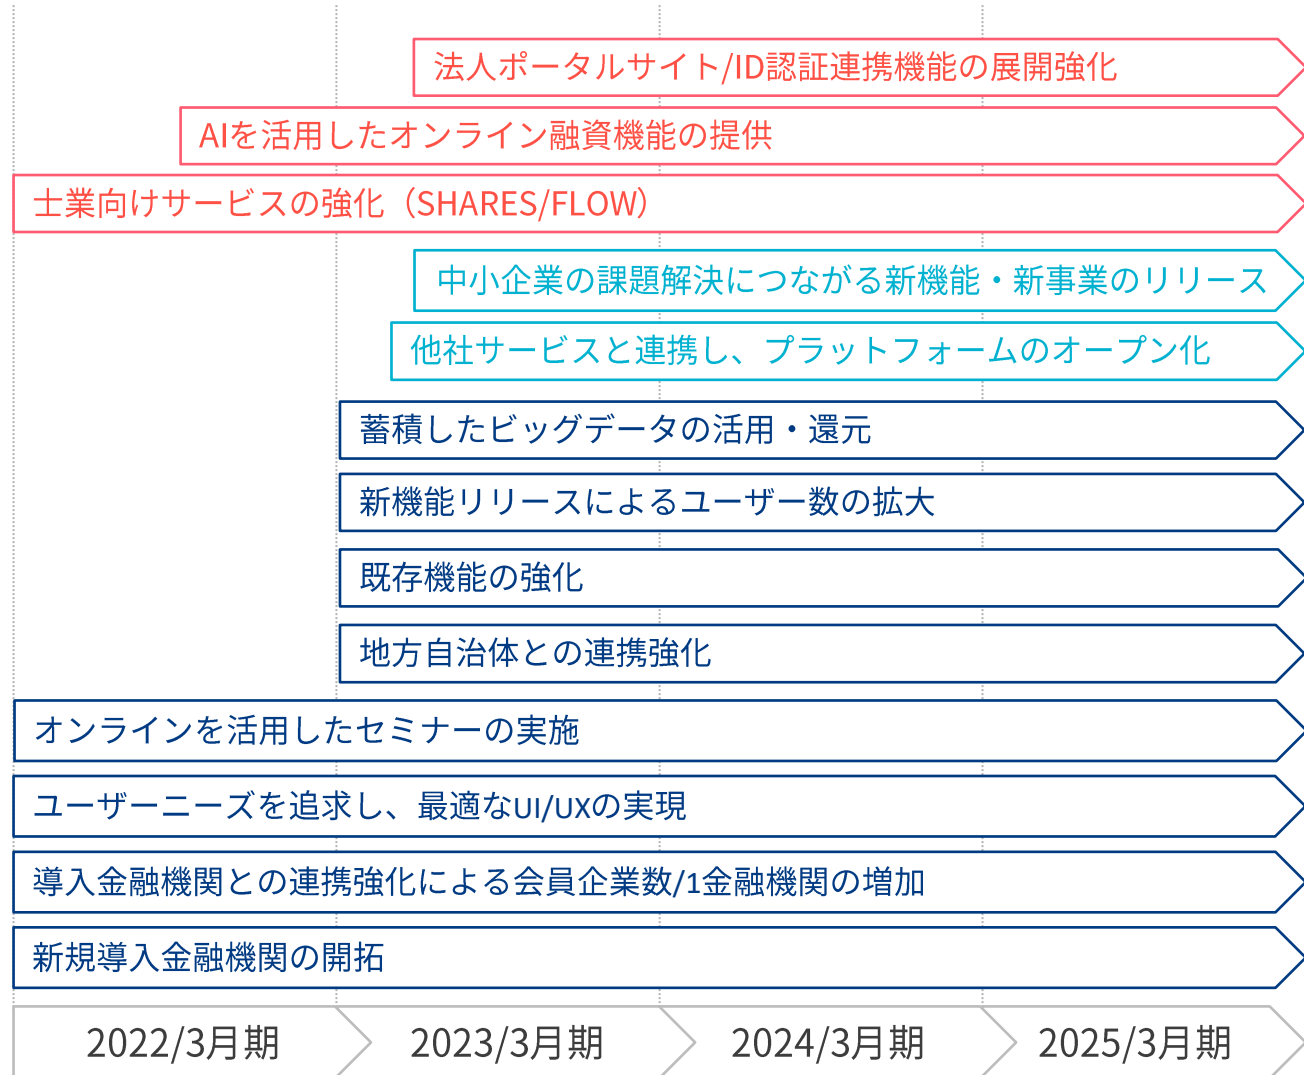 法人ポータルサイト/ID認証連携機能の展開強化
AIを活用したオンライン融資機能の提供
士業向けサービスの強化（SHARES/FLOW）
中小企業の課題解決につながる新機能・新事業のリリース
他社サービスと連携し、プラットフォームのオープン化
蓄積したビッグデータの活用・還元
新機能リリースによるユーザー数の拡大
既存機能の強化
地方自治体との連携強化
オンラインを活用したセミナーの実施
ユーザーニーズを追求し、最適なUI/UXの実現
導入金融機関との連携強化による会員企業数/1金融機関の増加
新規導入金融機関の開拓
2022/3月期 2023/3月期 2024/3月期 2025/3月期